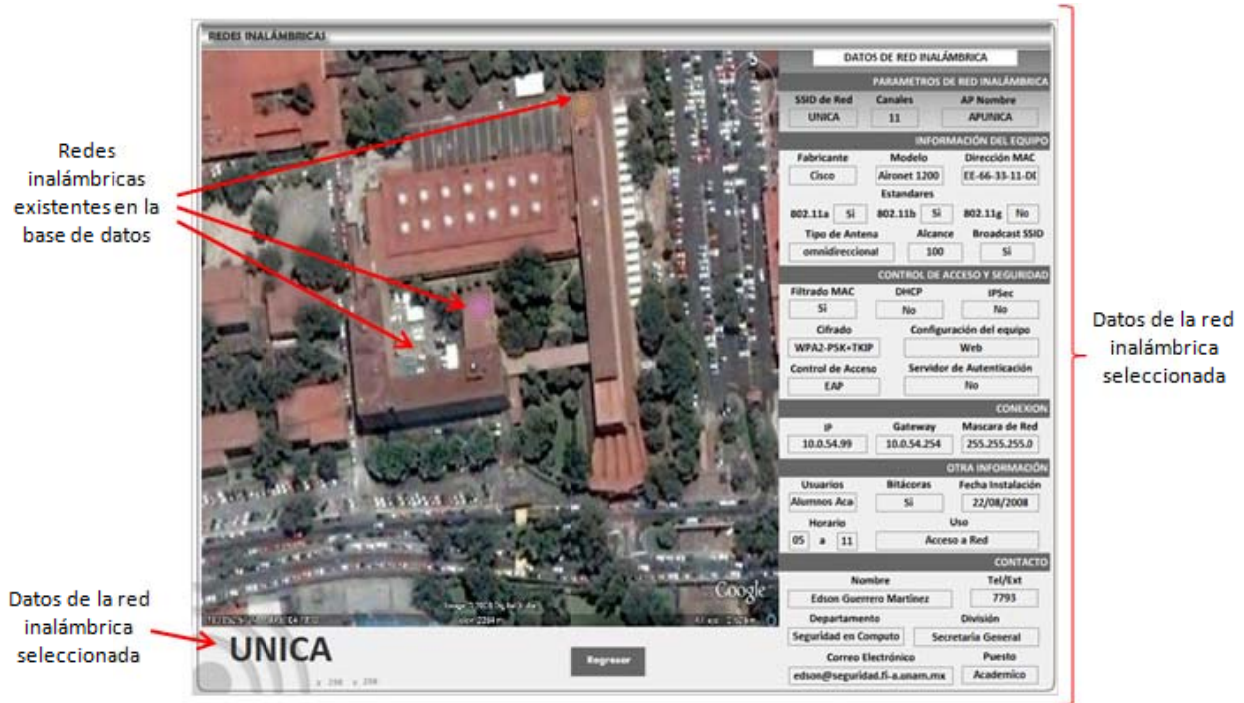 REDES INALÁMBRICAS
Redes
inalámbricas
existentes en la
base de datos
Google
Datos de la red
inalámbrica
seleccionada
UNICA
x 298 y 298
Regresar
DATOS DE RED INALÁMBRICA
PARAMETROS DE RED INALÁMBRICA
SSID de Red Canales AP Nombre
UNICA 11 APUNICA
INFORMACIÓN DEL EQUIPO
Fabricante Modelo Dirección MAC
Cisco Aironet 1200 EE-66-33-11-DI
Estandares
802.11a Si 802.11b Si 802.11g No
Tipo de Antena Alcance Broadcast SSID
omnidireccional 100 Si
CONTROL DE ACCESO Y SEGURIDAD
Filtrado MAC DHCP IPSec
Si No No
Cifrado Configuración del equipo
WPA2-PSK+TKIP Web
Control de Acceso Servidor de Autenticación
EAP No
CONEXION
IP Gateway Mascara de Red
10.0.54.99 10.0.54.254 255.255.255.0
OTRA INFORMACIÓN
Usuarios Bitácoras Fecha Instalación
Alumnos Aca Si 22/08/2008
Horario Uso
05 a 11 Acceso a Red
CONTACTO
Nombre Tel/Ext
Edson Guerrero Martínez 7793
Departamento División
Seguridad en Computo Secretaria General
Correo Electrónico Puesto
edson@seguridad.fi-a.unam.mx Academico
Datos de la red
inalámbrica
seleccionada